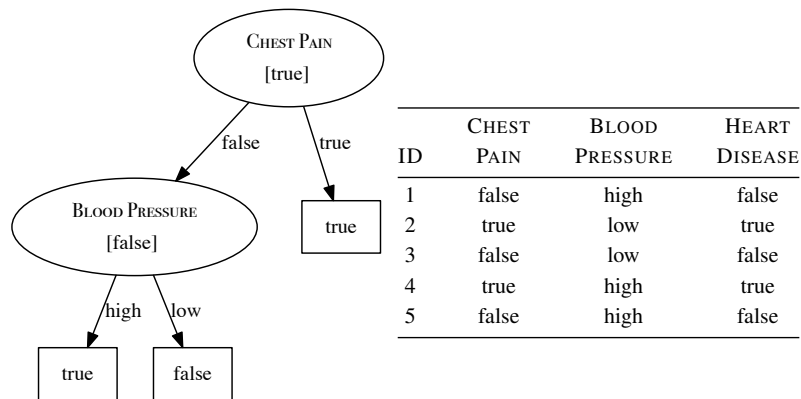 CHEST PAIN
[true]
false
true
BLOOD PRESSURE
[false]
true
high
low
true
false
CHEST BLOOD HEART
ID PAIN PRESSURE DISEASE
1 false high false
2 true low true
3 false low false
4 true high true
5 false high false